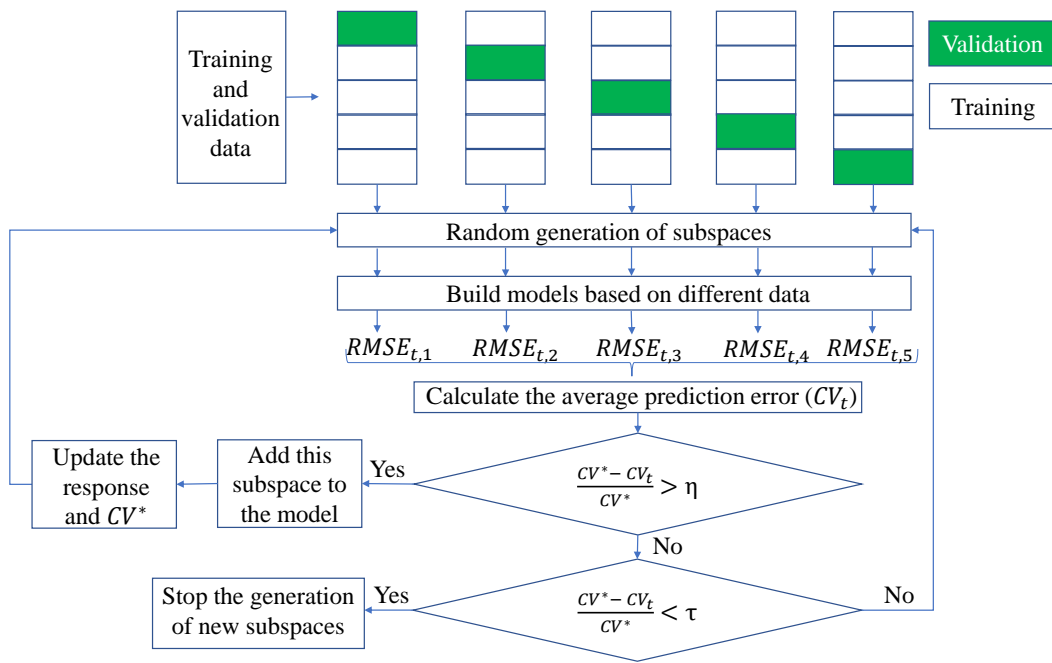 Training
and
validation
data
Validation
Training
Random generation of subspaces
Build models based on different data
RMSE_{t,1} RMSE_{t,2} RMSE_{t,3} RMSE_{t,4} RMSE_{t,5}
Calculate the average prediction error (CV_t)
\frac{CV^* - CV_t}{CV^*} > η
Yes
Add this
subspace to
the model
Update the
response
and CV^*
No
\frac{CV^* - CV_t}{CV^*} < τ
Yes
Stop the generation
of new subspaces
No